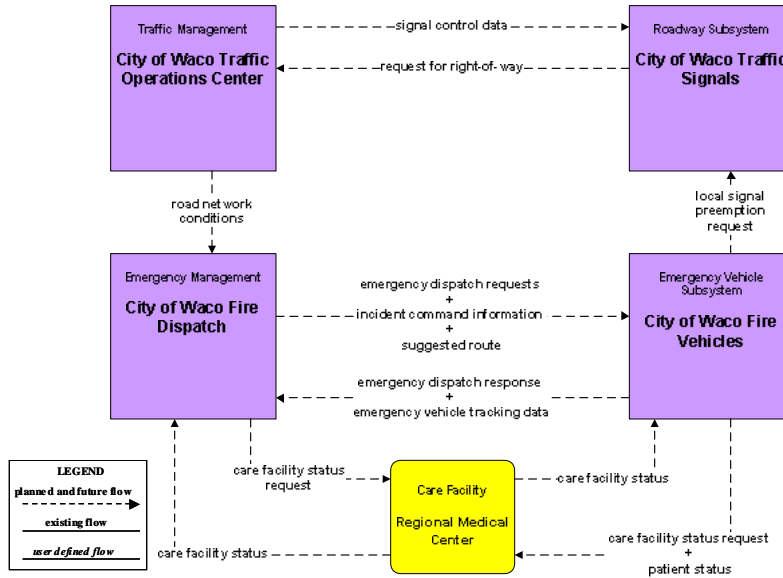 Traffic Management
City of Waco Traffic
Operations Center
signal control data
request for right-of-way
Roadway Subsystem
City of Waco Traffic
Signals
road network
conditions
local signal
preemption
request
Emergency Management
City of Waco Fire
Dispatch
emergency dispatch requests
+
incident command information
+
suggested route
Emergency Vehicle
Subsystem
City of Waco Fire
Vehicles
emergency dispatch response
+
emergency vehicle tracking data
care facility status
request
Care Facility
Regional Medical
Center
care facility status
care facility status
care facility status request
+
patient status
LEGEND
planned and future flow
existing flow
user defined flow